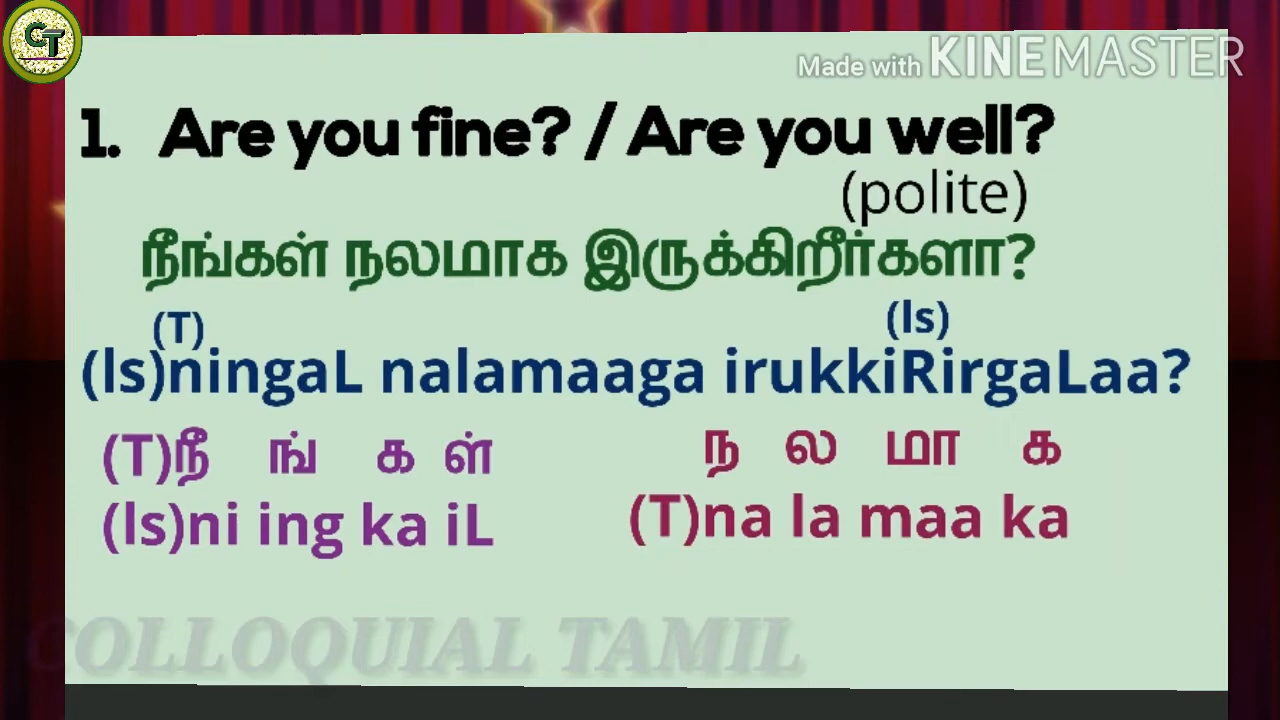 CT
Made with KINEMASTER
1. Are you fine? / Are you well?
(polite)
நீங்கள் நலமாக இருக்கிறீர்களா?
(T) (ls)
(ls)ningaL nalamaaga irukkiRirgaLaa?
(T)நீ ங் க ள் ந ல மா க
(ls)ni ing ka iL (T)na la maa ka
COLLOQUIAL TAMIL